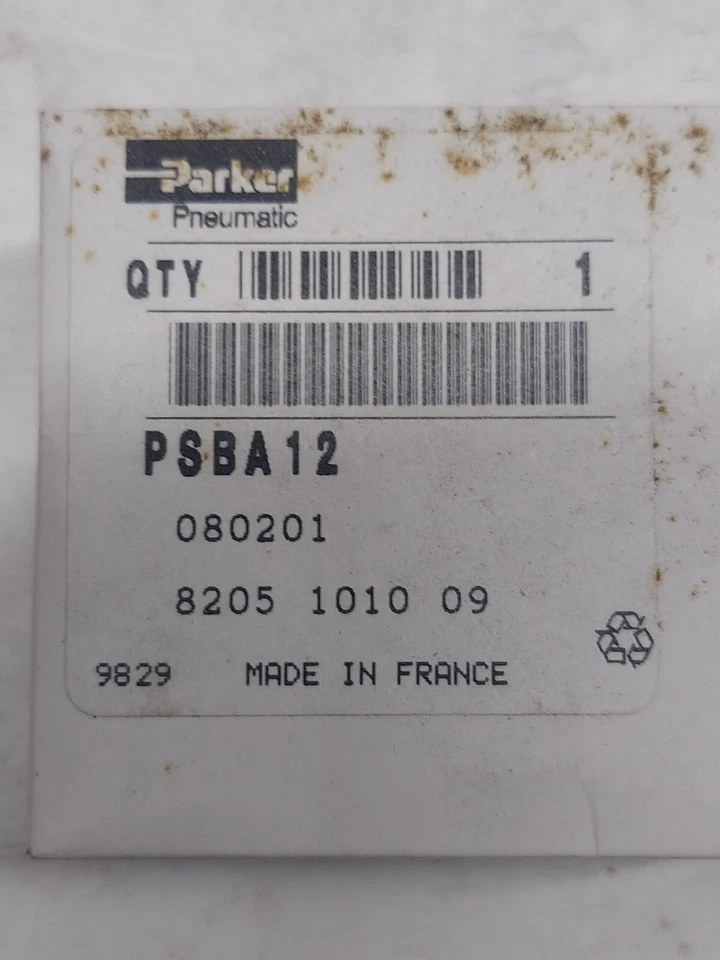 Parker
Pneumatic
QTY 1
PSBA12
080201
8205 1010 09
9829 MADE IN FRANCE